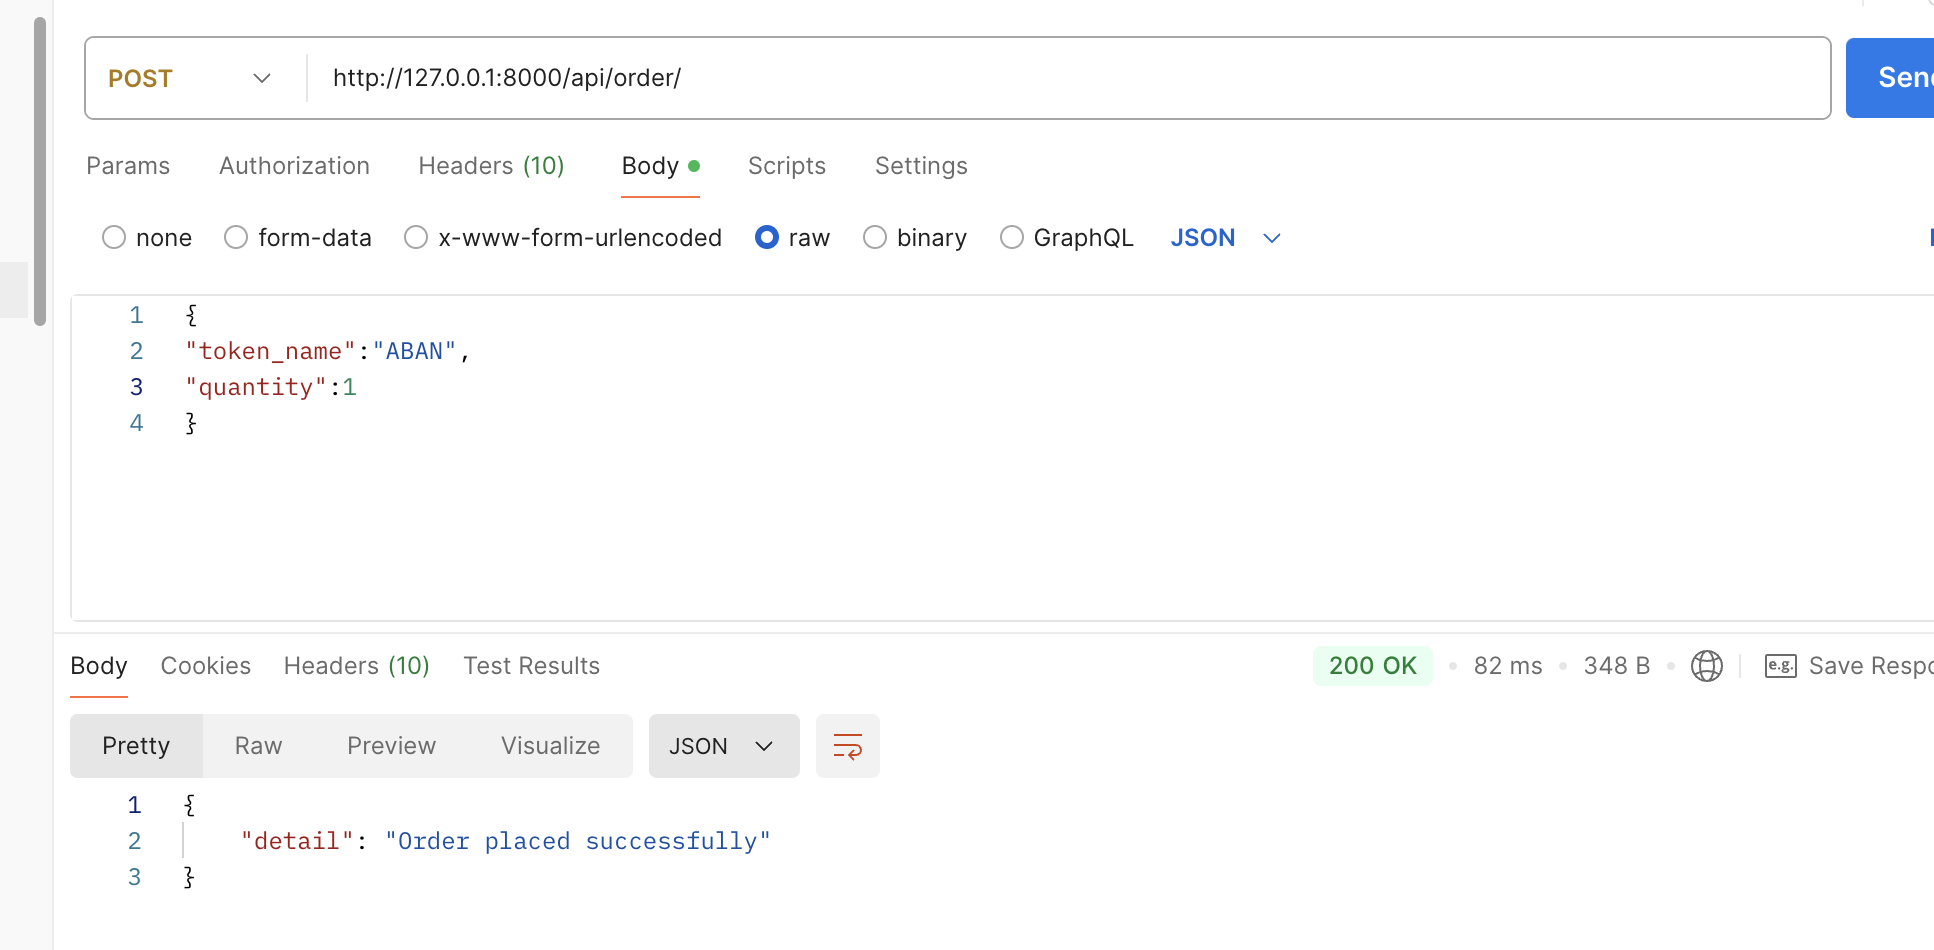 POST http://127.0.0.1:8000/api/order/ Send
Params Authorization Headers (10) Body Scripts Settings
none form-data x-www-form-urlencoded raw binary GraphQL JSON
1 {
2 "token_name":"ABAN",
3 "quantity":1
4 }
Body Cookies Headers (10) Test Results 200 OK 82 ms 348 B e.g. Save Respo
Pretty Raw Preview Visualize JSON
1 {
2 "detail": "Order placed successfully"
3 }